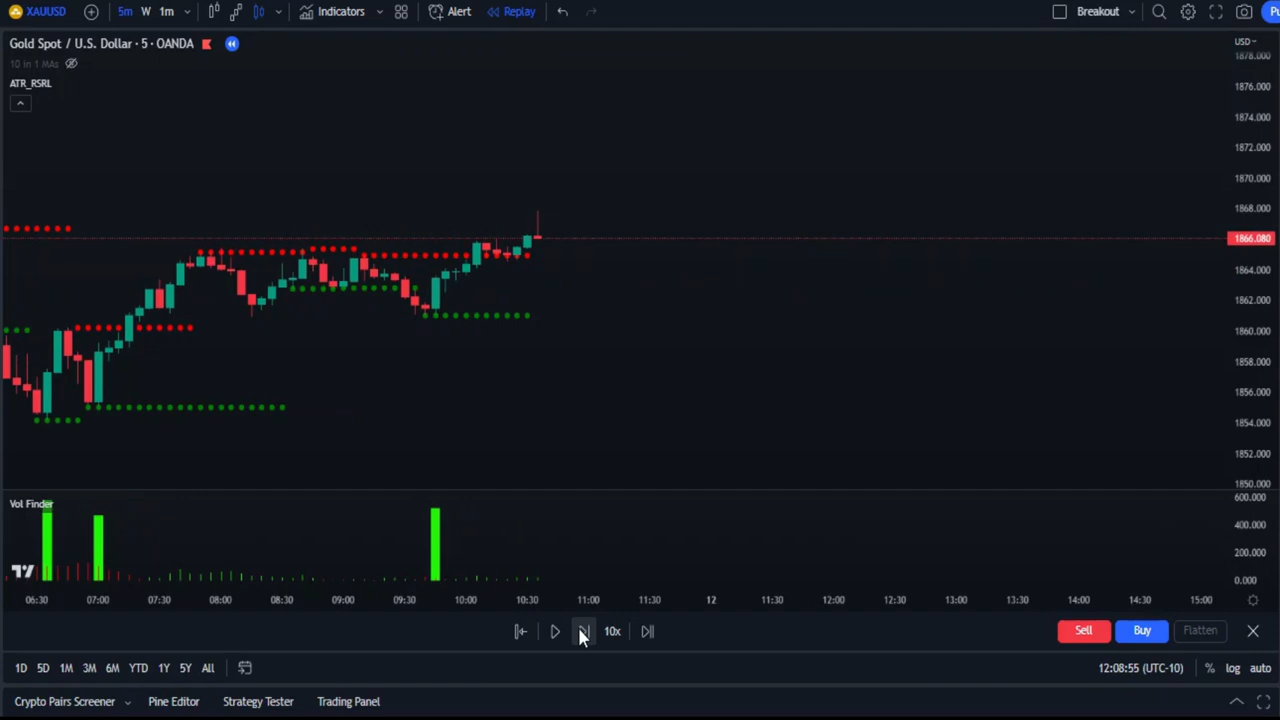 XAUUSD 5m W 1m Indicators Alert Replay Breakout
Gold Spot / U.S. Dollar · 5 · OANDA USD
10 in 1 MAs
ATR_RSRL
1878.000
1876.000
1874.000
1872.000
1870.000
1868.000
1866.080
1864.000
1862.000
1860.000
1858.000
1856.000
1854.000
1852.000
1850.000
Vol Finder
600.000
400.000
200.000
0.000
06:30 07:00 07:30 08:00 08:30 09:00 09:30 10:00 10:30 11:00 11:30 12 11:30 12:00 12:30 13:00 13:30 14:00 14:30 15:00
10x Sell Buy Flatten
1D 5D 1M 3M 6M YTD 1Y 5Y All 12:08:55 (UTC-10) % log auto
Crypto Pairs Screener Pine Editor Strategy Tester Trading Panel